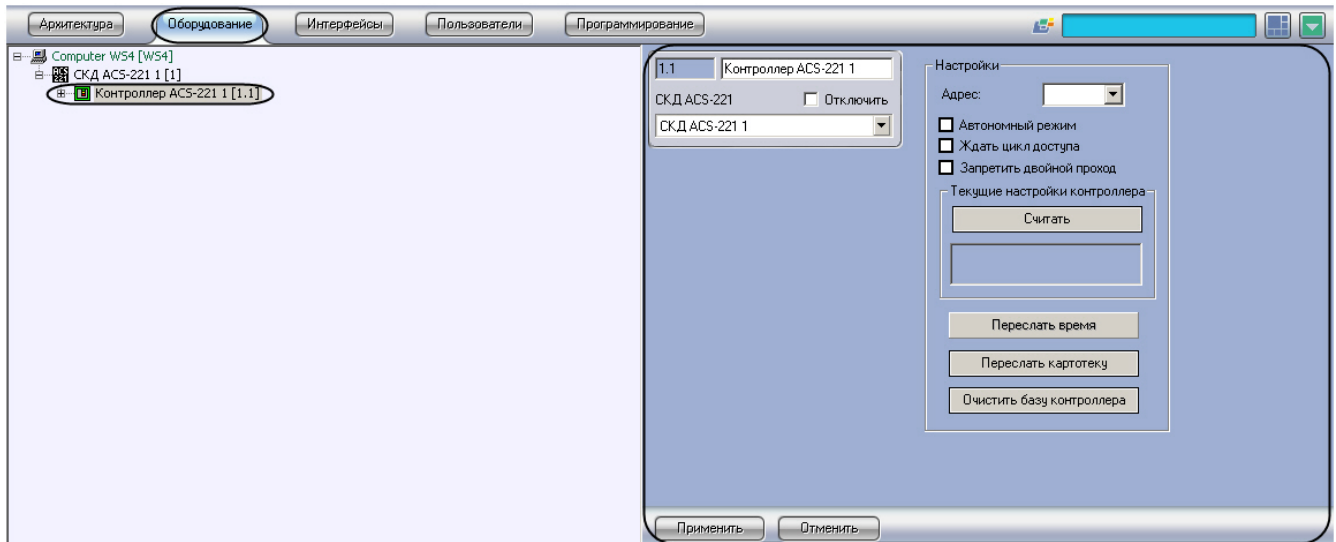 Архитектура
Оборудование
Интерфейсы
Пользователи
Программирование
Computer WS4 [WS4]
СКД ACS-221 1 [1]
Контроллер ACS-221 1 [1.1]
1.1
Контроллер ACS-221 1
СКД ACS-221
Отключить
СКД ACS-221 1
Настройки
Адрес:
Автономный режим
Ждать цикл доступа
Запретить двойной проход
Текущие настройки контроллера
Считать
Переслать время
Переслать картотеку
Очистить базу контроллера
Применить
Отменить